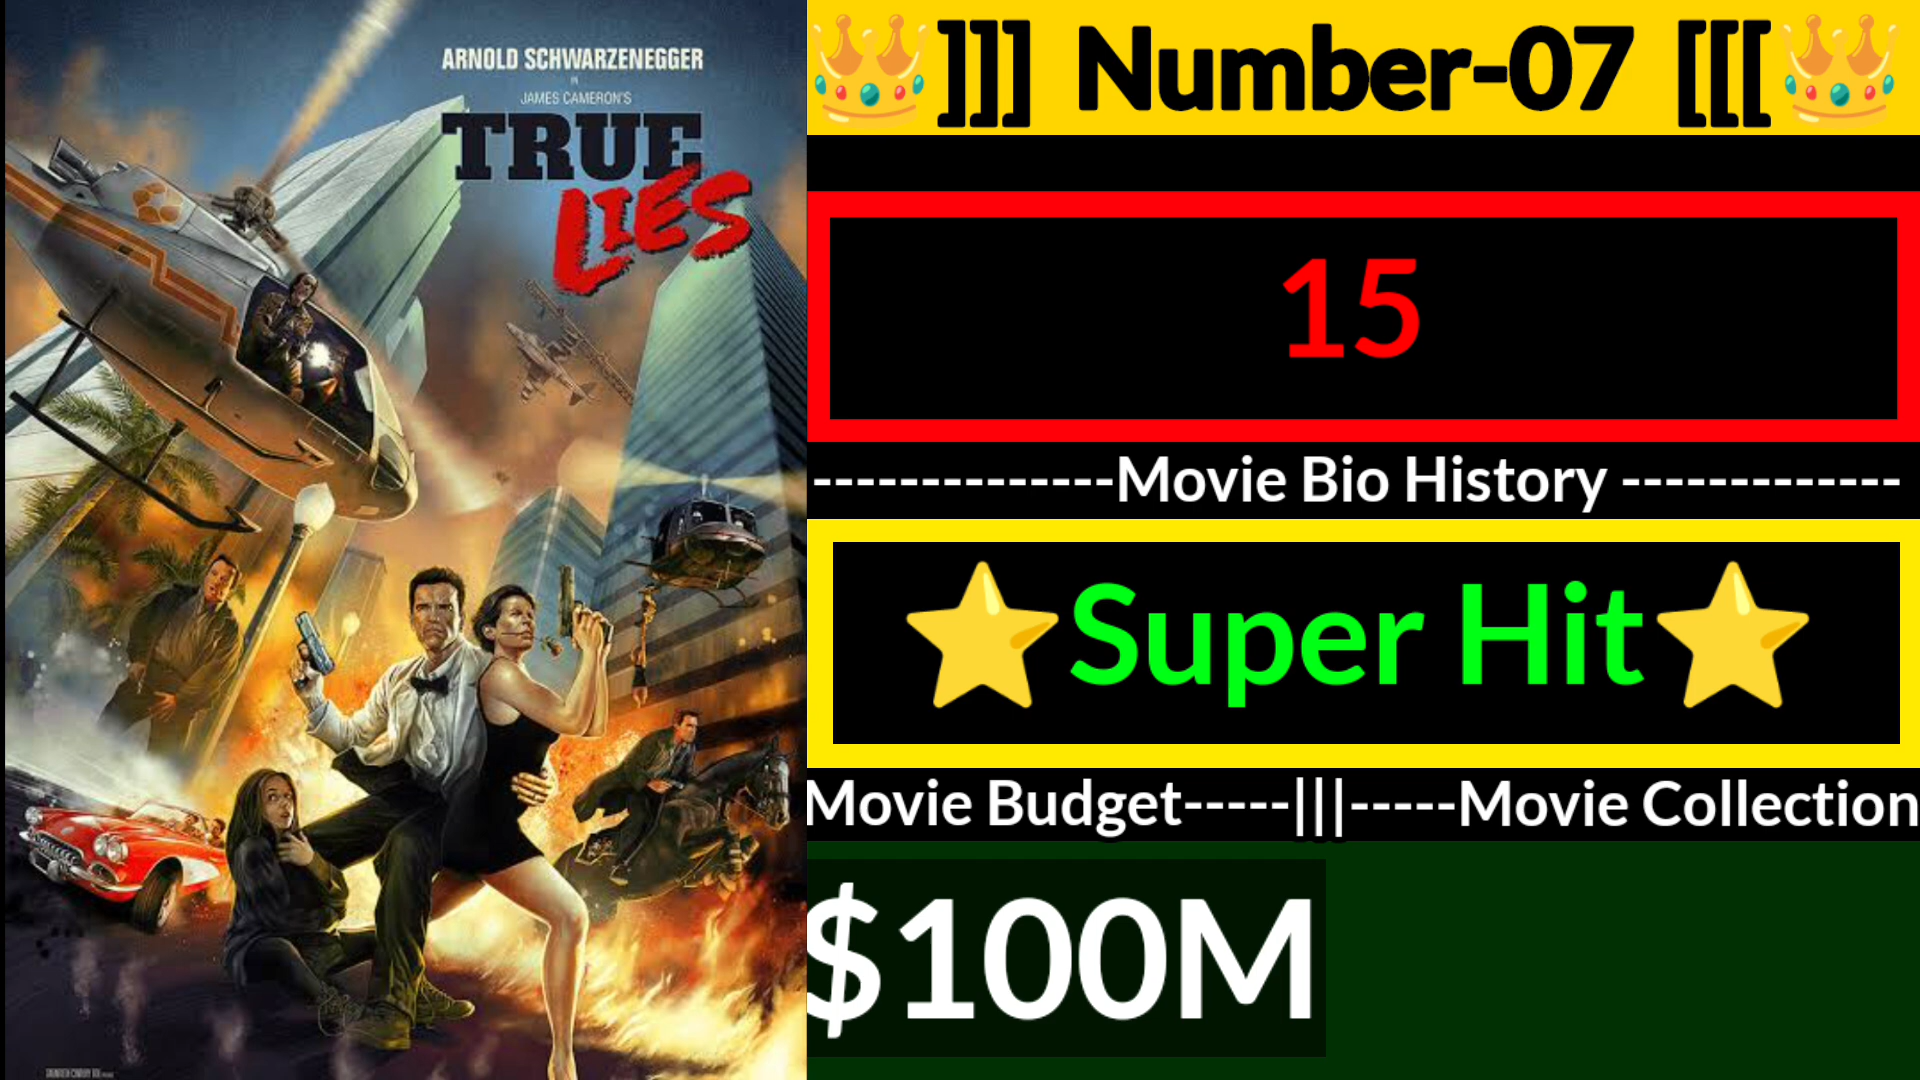 ARNOLD SCHWARZENEGGER
IN
JAMES CAMERON'S
TRUE
LIES
👑]]] Number-07 [[[👑
15
--------------Movie Bio History -------------
⭐Super Hit⭐
Movie Budget-----|||-----Movie Collection
$100M